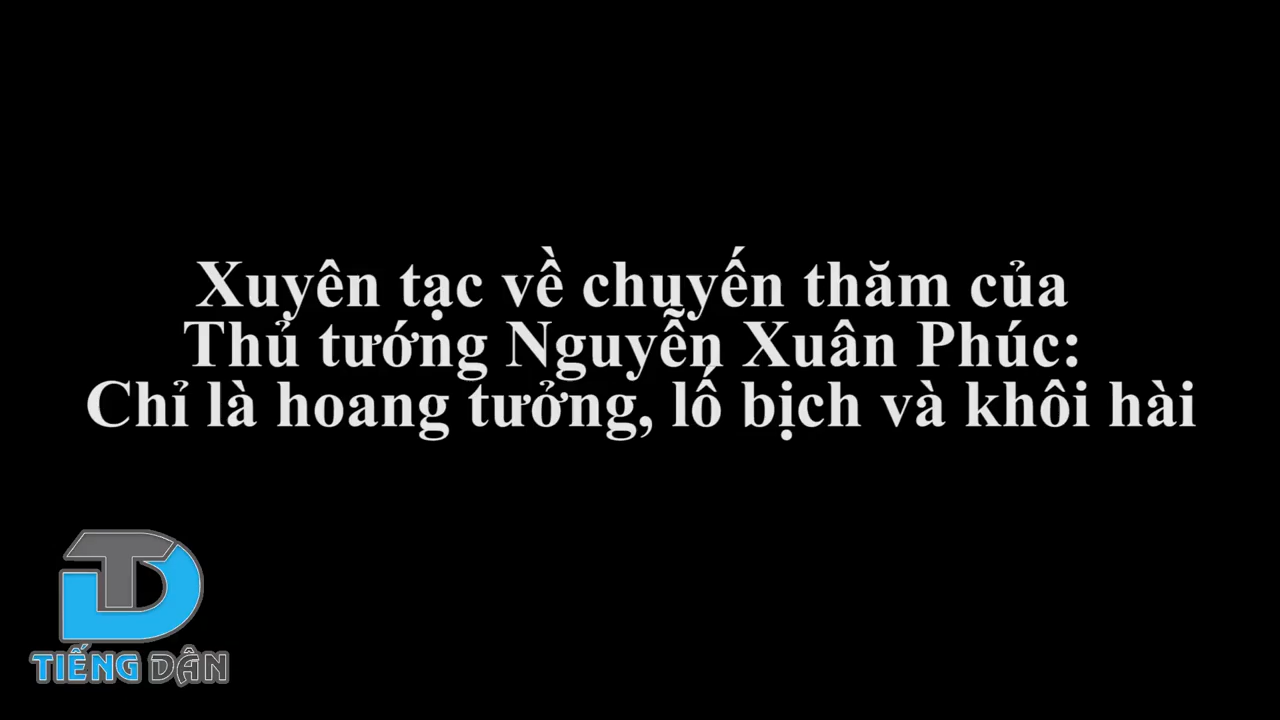 Xuyên tạc về chuyến thăm của
Thủ tướng Nguyễn Xuân Phúc:
Chỉ là hoang tưởng, lố bịch và khôi hài
TD
TIẾNG DÂN